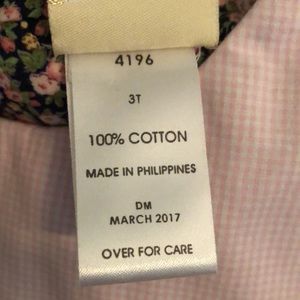 4196
3T
100% COTTON
MADE IN PHILIPPINES
DM
MARCH 2017
OVER FOR CARE